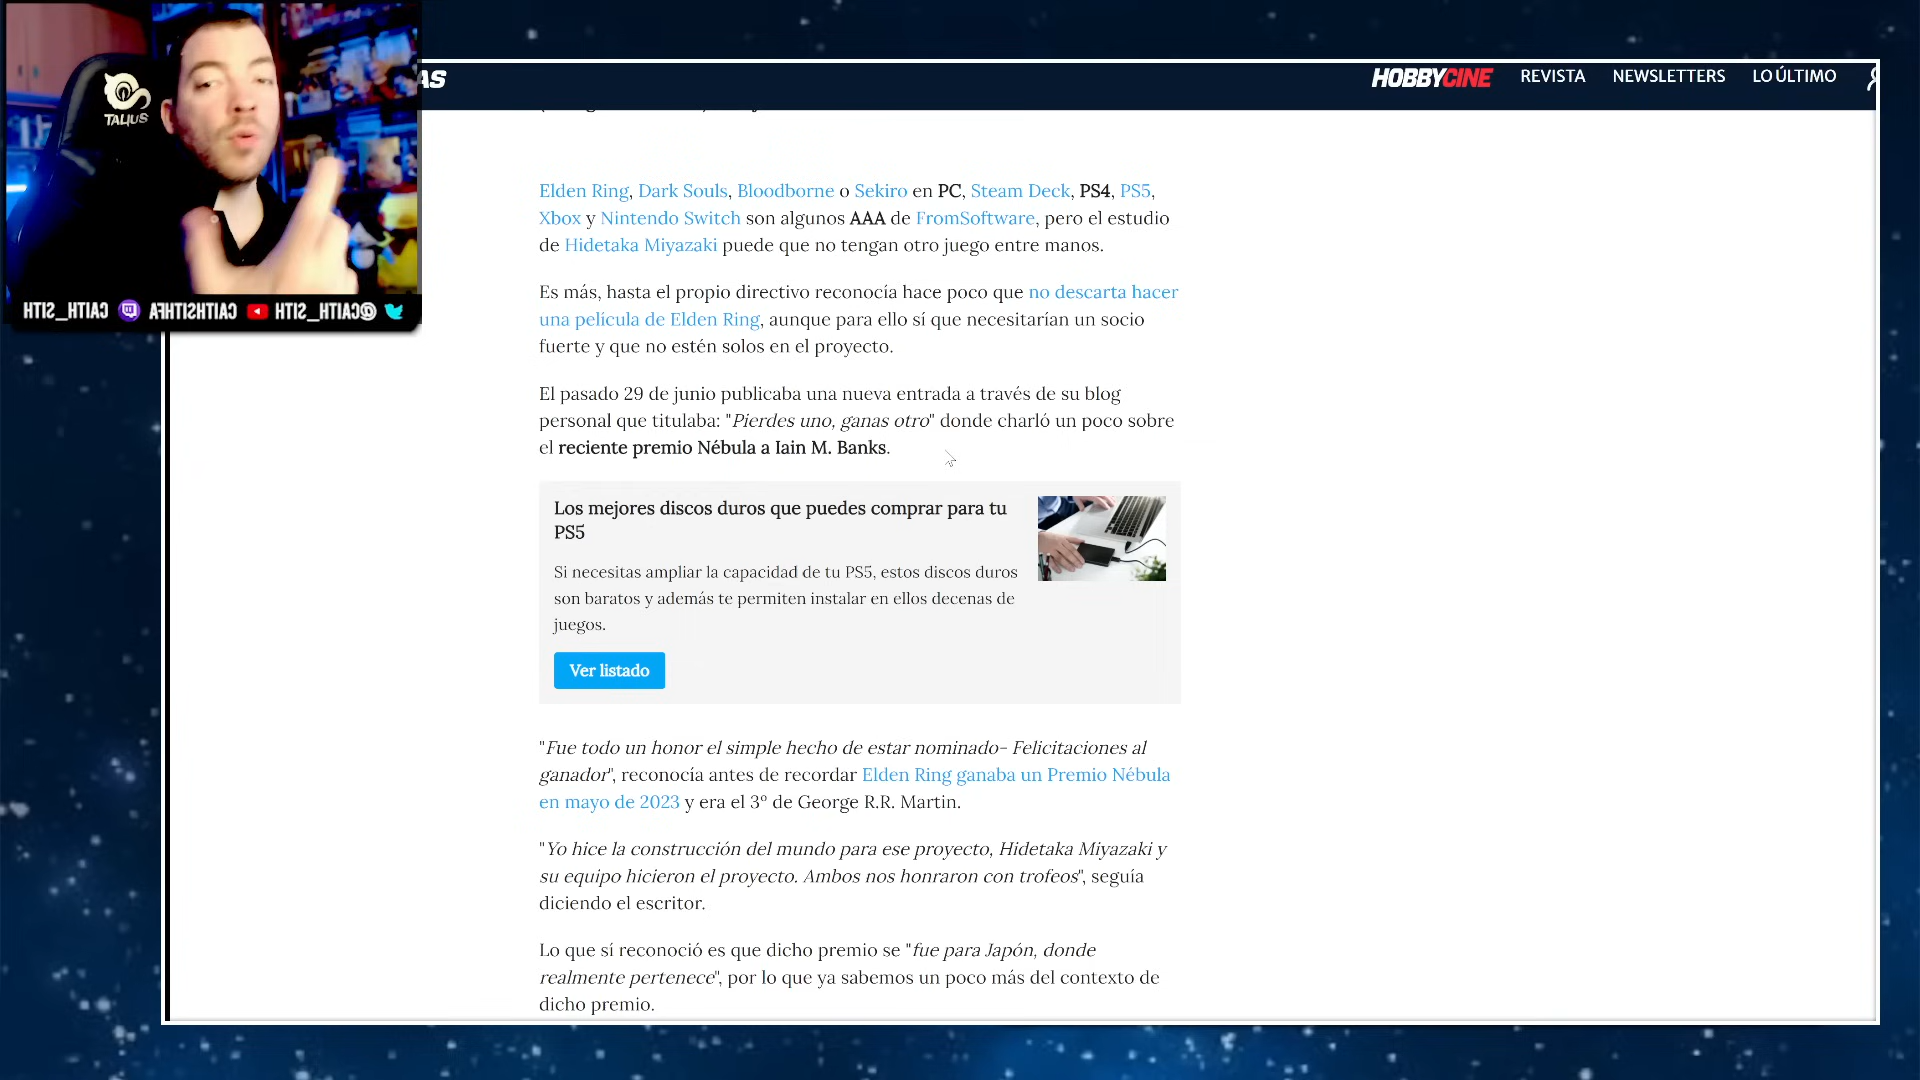 TALIUS
CAITH_SITH
CAITHSITHFA
@CAITH_SITH
AS
HOBBYCINE
REVISTA
NEWSLETTERS
LO ÚLTIMO
Elden Ring, Dark Souls, Bloodborne o Sekiro en PC, Steam Deck, PS4, PS5,
Xbox y Nintendo Switch son algunos AAA de FromSoftware, pero el estudio
de Hidetaka Miyazaki puede que no tengan otro juego entre manos.
Es más, hasta el propio directivo reconocía hace poco que no descarta hacer
una película de Elden Ring, aunque para ello sí que necesitarían un socio
fuerte y que no estén solos en el proyecto.
El pasado 29 de junio publicaba una nueva entrada a través de su blog
personal que titulaba: "Pierdes uno, ganas otro" donde charló un poco sobre
el reciente premio Nébula a Iain M. Banks.
Los mejores discos duros que puedes comprar para tu
PS5
Si necesitas ampliar la capacidad de tu PS5, estos discos duros
son baratos y además te permiten instalar en ellos decenas de
juegos.
Ver listado
"Fue todo un honor el simple hecho de estar nominado- Felicitaciones al
ganador", reconocía antes de recordar Elden Ring ganaba un Premio Nébula
en mayo de 2023 y era el 3º de George R.R. Martin.
"Yo hice la construcción del mundo para ese proyecto, Hidetaka Miyazaki y
su equipo hicieron el proyecto. Ambos nos honraron con trofeos", seguía
diciendo el escritor.
Lo que sí reconoció es que dicho premio se "fue para Japón, donde
realmente pertenece", por lo que ya sabemos un poco más del contexto de
dicho premio.